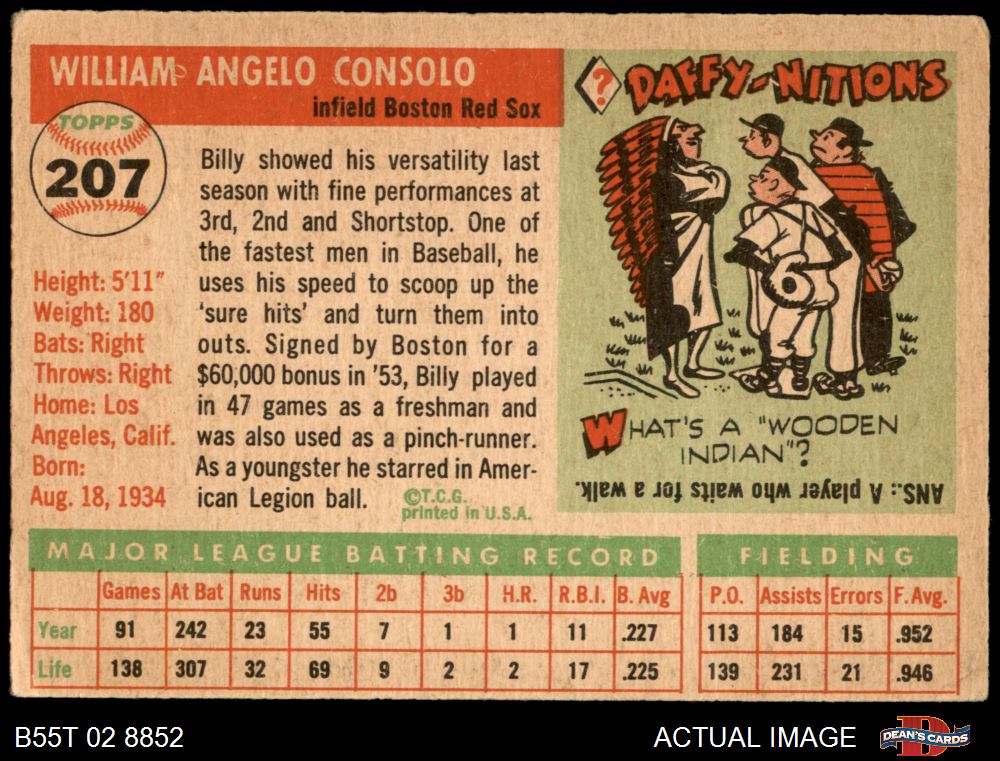 WILLIAM ANGELO CONSOLO
infield Boston Red Sox
TOPPS
207
Height: 5'11"
Weight: 180
Bats: Right
Throws: Right
Home: Los
Angeles, Calif.
Born:
Aug. 18, 1934
Billy showed his versatility last
season with fine performances at
3rd, 2nd and Shortstop. One of
the fastest men in Baseball, he
uses his speed to scoop up the
'sure hits' and turn them into
outs. Signed by Boston for a
$60,000 bonus in '53, Billy played
in 47 games as a freshman and
was also used as a pinch-runner.
As a youngster he starred in Amer-
ican Legion ball.
©T.C.G.
printed in U.S.A.
?
DAFFY-NITIONS
6
WHAT'S A "WOODEN
INDIAN"?
ANS.: A player who waits for a walk.
MAJOR LEAGUE BATTING RECORD FIELDING
Games At Bat Runs Hits 2b 3b H.R. R.B.I. B. Avg P.O. Assists Errors F. Avg.
Year 91 242 23 55 7 1 1 11 .227 113 184 15 .952
Life 138 307 32 69 9 2 2 17 .225 139 231 21 .946
B55T 02 8852
ACTUAL IMAGE
D
DEAN'S CARDS